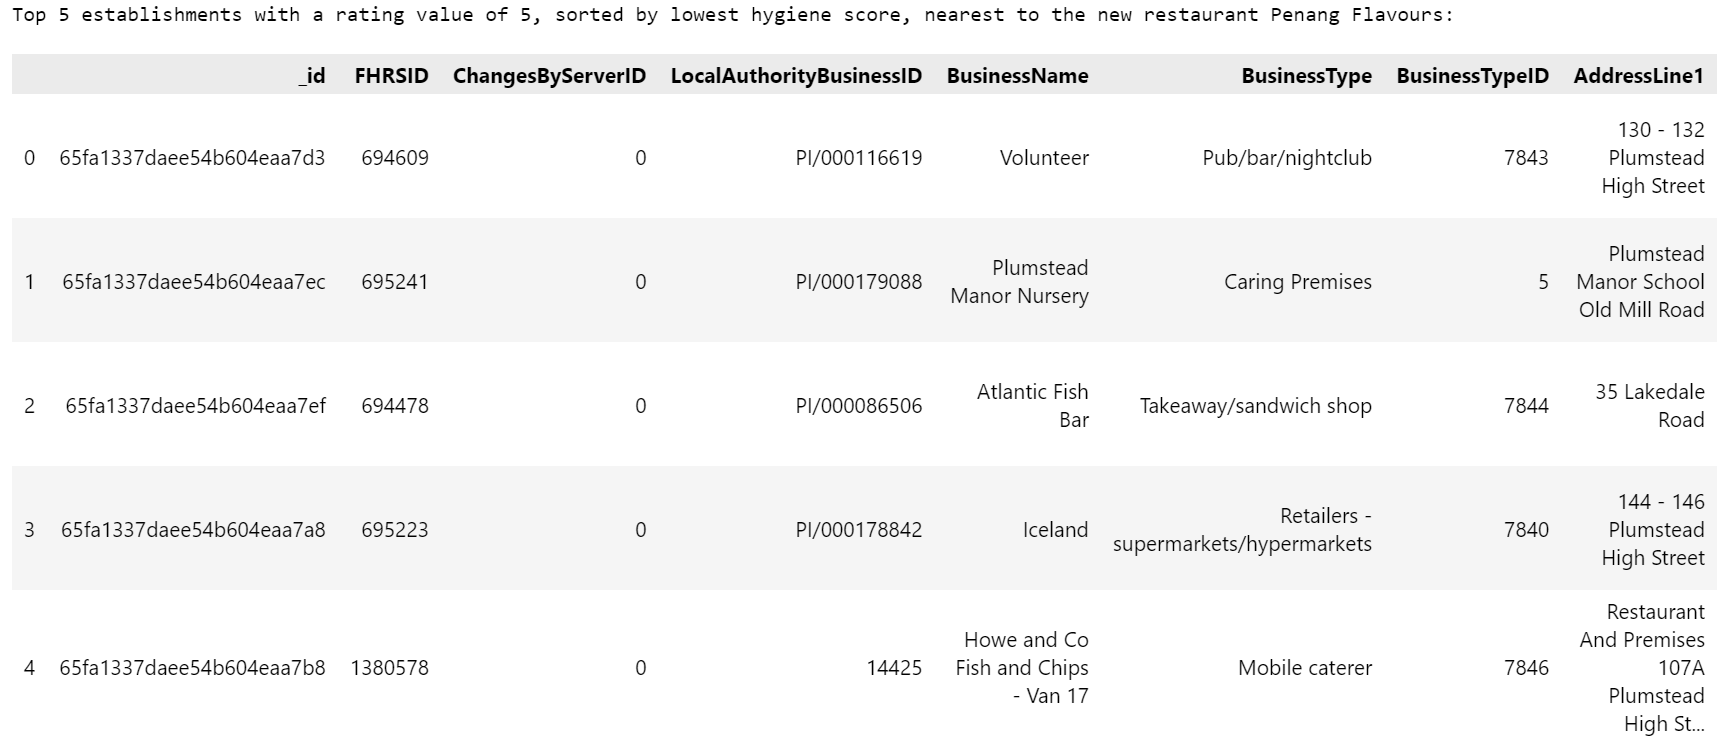 Top 5 establishments with a rating value of 5, sorted by lowest hygiene score, nearest to the new restaurant Penang Flavours:
_id FHRSID ChangesByServerID LocalAuthorityBusinessID BusinessName BusinessType BusinessTypeID AddressLine1
0 65fa1337daee54b604eaa7d3 694609 0 PI/000116619 Volunteer Pub/bar/nightclub 7843 130 - 132
Plumstead
High Street
1 65fa1337daee54b604eaa7ec 695241 0 PI/000179088 Plumstead
Manor Nursery Caring Premises 5 Plumstead
Manor School
Old Mill Road
2 65fa1337daee54b604eaa7ef 694478 0 PI/000086506 Atlantic Fish
Bar Takeaway/sandwich shop 7844 35 Lakedale
Road
3 65fa1337daee54b604eaa7a8 695223 0 PI/000178842 Iceland Retailers -
supermarkets/hypermarkets 7840 144 - 146
Plumstead
High Street
4 65fa1337daee54b604eaa7b8 1380578 0 14425 Howe and Co
Fish and Chips
- Van 17 Mobile caterer 7846 Restaurant
And Premises
107A
Plumstead
High St...